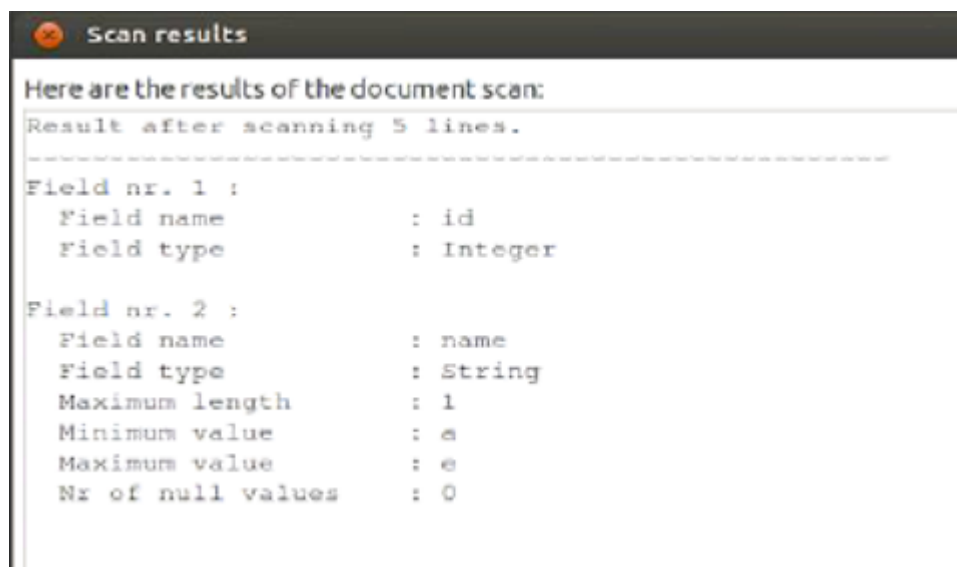 Scan results
Here are the results of the document scan:
Result after scanning 5 lines.
-----------------------------------------------------
Field nr. 1 :
Field name : id
Field type : Integer
Field nr. 2 :
Field name : name
Field type : String
Maximum length : 1
Minimum value : a
Maximum value : e
Nr of null values : 0